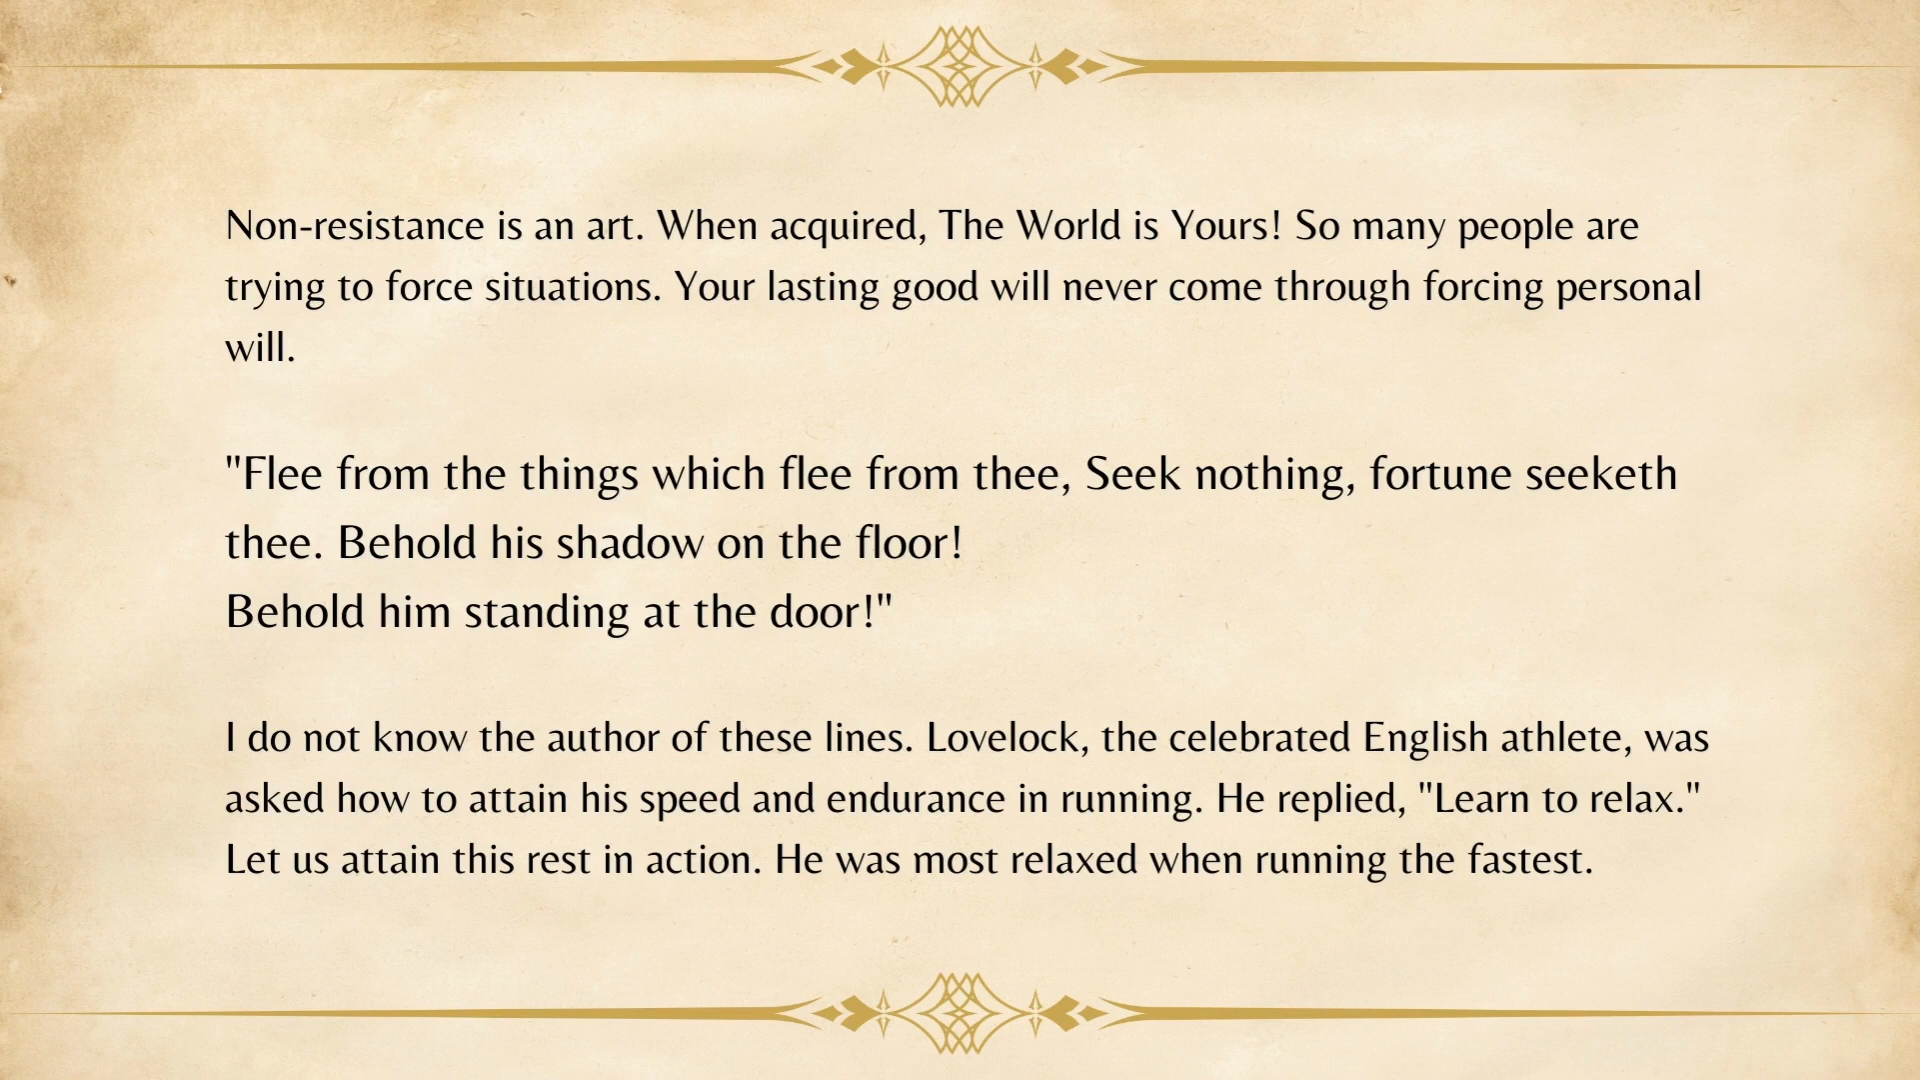 Non-resistance is an art. When acquired, The World is Yours! So many people are
trying to force situations. Your lasting good will never come through forcing personal
will.
"Flee from the things which flee from thee, Seek nothing, fortune seeketh
thee. Behold his shadow on the floor!
Behold him standing at the door!"
I do not know the author of these lines. Lovelock, the celebrated English athlete, was
asked how to attain his speed and endurance in running. He replied, "Learn to relax."
Let us attain this rest in action. He was most relaxed when running the fastest.